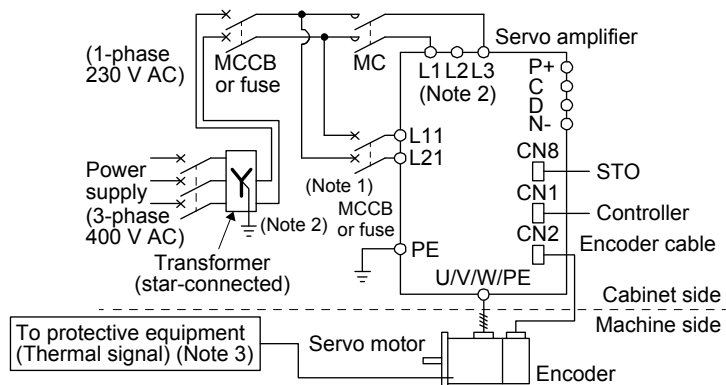 (1-phase
230 V AC)
MCCB
or fuse
MC
Servo amplifier
L1 L2 L3
(Note 2)
P+
C
D
N-
L11
L21
Power
supply
(3-phase
400 V AC)
(Note 1)
MCCB
or fuse
(Note 2)
Transformer
(star-connected)
PE
CN8
STO
CN1
Controller
CN2
Encoder cable
U/V/W/PE
Cabinet side
Machine side
To protective equipment
(Thermal signal) (Note 3)
Servo motor
Encoder